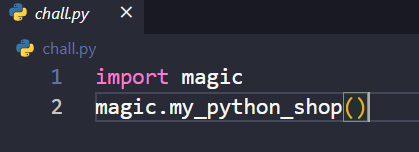 chall.py ×
chall.py
1 import magic
2 magic.my_python_shop()